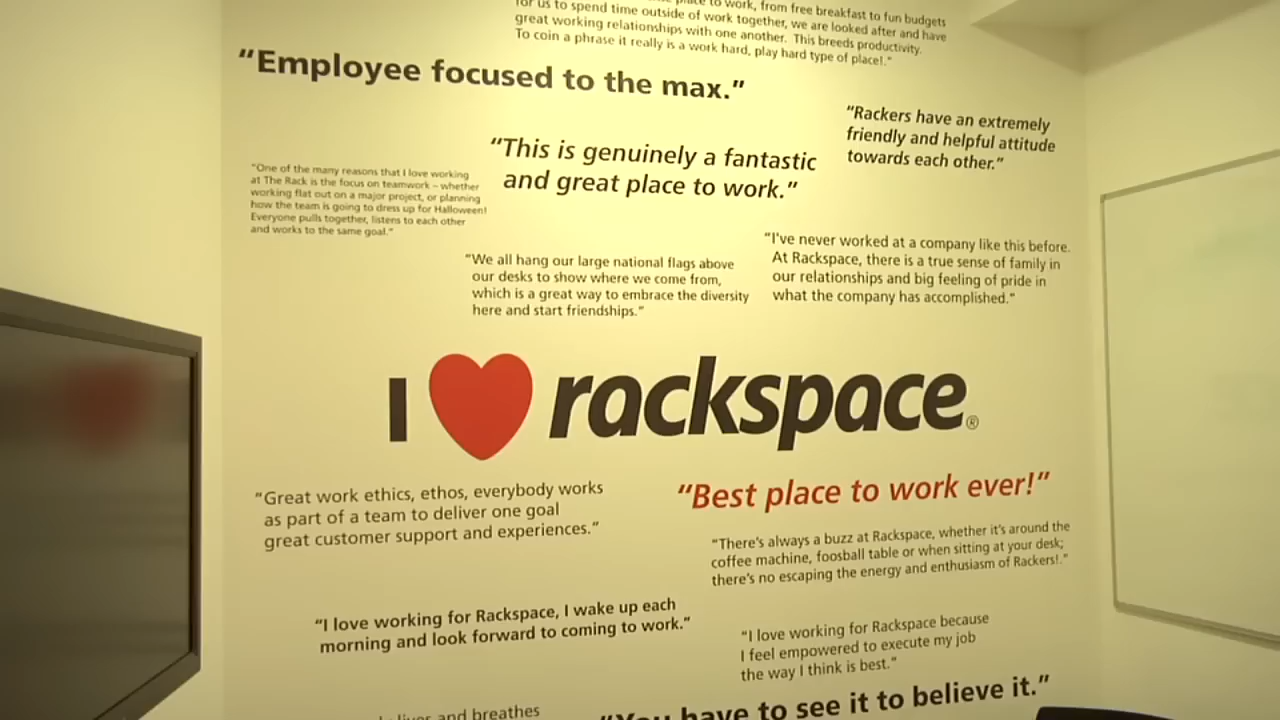 place to work, from free breakfast to fun budgets
for us to spend time outside of work together, we are looked after and have
great working relationships with one another. This breeds productivity.
To coin a phrase it really is a work hard, play hard type of place!."
"Employee focused to the max."
"Rackers have an extremely
friendly and helpful attitude
towards each other."
"This is genuinely a fantastic
and great place to work."
"One of the many reasons that I love working
at The Rack is the focus on teamwork – whether
working flat out on a major project, or planning
how the team is going to dress up for Halloween!
Everyone pulls together, listens to each other
and works to the same goal."
"I've never worked at a company like this before.
At Rackspace, there is a true sense of family in
our relationships and big feeling of pride in
what the company has accomplished."
"We all hang our large national flags above
our desks to show where we come from,
which is a great way to embrace the diversity
here and start friendships."
I ♥ rackspace®
"Great work ethics, ethos, everybody works
as part of a team to deliver one goal
great customer support and experiences."
"Best place to work ever!"
"There's always a buzz at Rackspace, whether it's around the
coffee machine, foosball table or when sitting at your desk;
there's no escaping the energy and enthusiasm of Rackers!."
"I love working for Rackspace, I wake up each
morning and look forward to coming to work."
"I love working for Rackspace because
I feel empowered to execute my job
the way I think is best."
"You have to see it to believe it."
and breathes